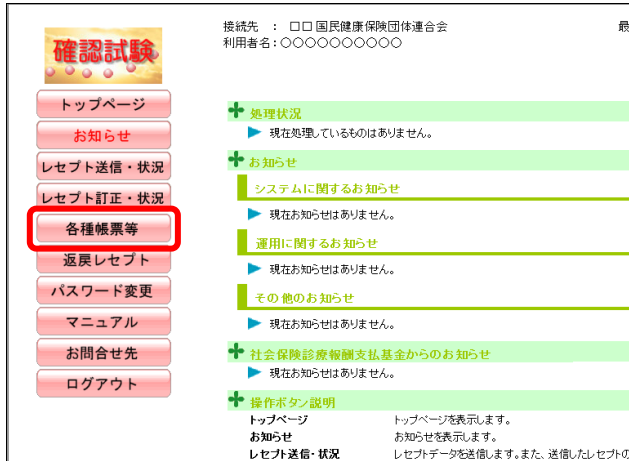 接続先 ： 口口国民健康保険団体連合会
最
利用者名：○○○○○○○○○○
確認試験
トップページ
お知らせ
レセプト送信・状況
レセプト訂正・状況
各種帳票等
返戻レセプト
パスワード変更
マニュアル
お問合せ先
ログアウト
処理状況
現在処理しているものはありません。
お知らせ
システムに関するお知らせ
現在お知らせはありません。
運用に関するお知らせ
現在お知らせはありません。
その他のお知らせ
現在お知らせはありません。
社会保険診療報酬支払基金からのお知らせ
現在お知らせはありません。
操作ボタン説明
トップページ トップページを表示します。
お知らせ お知らせを表示します。
レセプト送信・状況 レセプトデータを送信します。また、送信したレセプトの